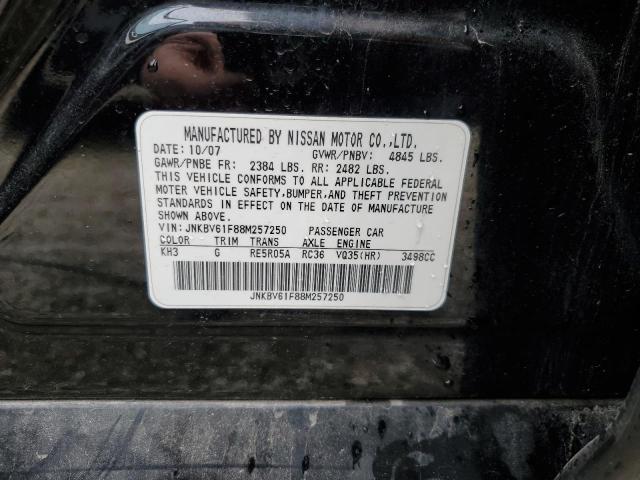 MANUFACTURED BY NISSAN MOTOR CO.,LTD.
DATE: 10/07 GVWR/PNBV: 4845 LBS.
GAWR/PNBE FR: 2384 LBS. RR: 2482 LBS.
THIS VEHICLE CONFORMS TO ALL APPLICABLE FEDERAL
MOTER VEHICLE SAFETY,BUMPER,AND THEFT PREVENTION
STANDARDS IN EFFECT ON THE DATE OF MANUFACTURE
SHOWN ABOVE.
VIN: JNKBV61F88M257250 PASSENGER CAR
COLOR TRIM TRANS AXLE ENGINE
KH3 G RE5R05A RC36 VQ35(HR) 3498CC
JNKBV61F88M257250